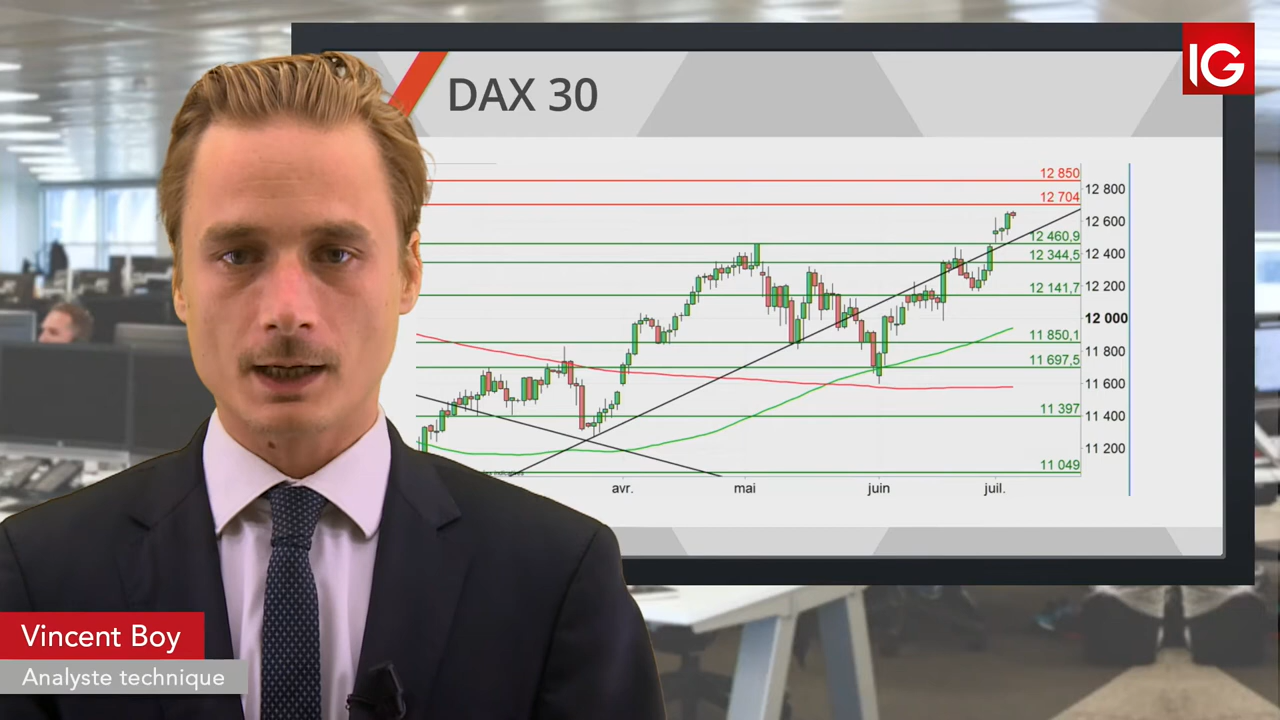 IG
DAX 30
12 850
12 704
12 460,9
12 344,5
12 141,7
11 850,1
11 697,5
11 397
11 049
12 800
12 600
12 400
12 200
12 000
11 800
11 600
11 400
11 200
avr.
mai
juin
juil.
Vincent Boy
Analyste technique